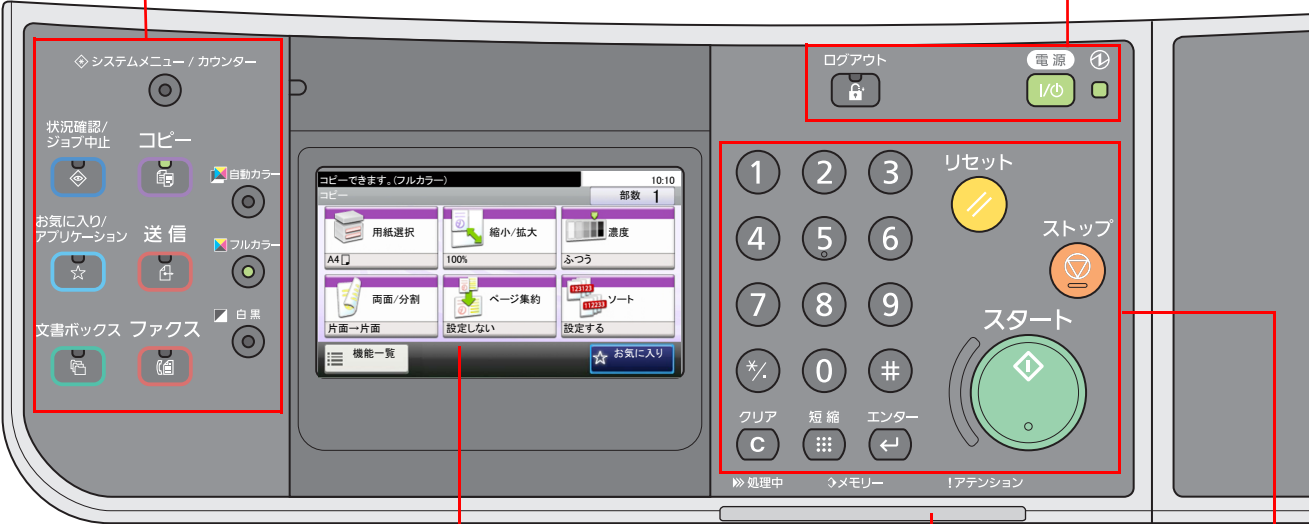 システムメニュー / カウンター
状況確認/
ジョブ中止
コピー
自動カラー
お気に入り/
アプリケーション
送信
フルカラー
文書ボックス
ファクス
白黒
コピーできます。(フルカラー)
10:10
コピー
部数 1
用紙選択
A4
縮小/拡大
100%
濃度
ふつう
両面/分割
片面→片面
ページ集約
設定しない
123123
112233
ソート
設定する
機能一覧
お気に入り
ログアウト
電源
I/
1 2 3
4 5 6
7 8 9
*/. 0 #
クリア
C
短縮
エンター
リセット
ストップ
スタート
処理中
メモリー
!アテンション